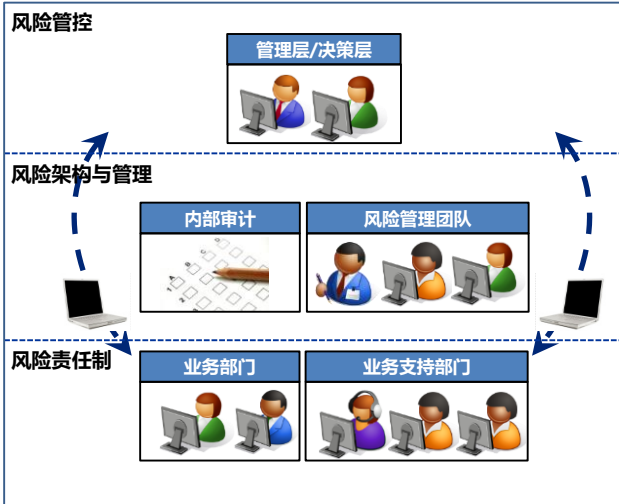 风险管控
管理层/决策层
风险架构与管理
内部审计
风险管理团队
风险责任制
业务部门
业务支持部门